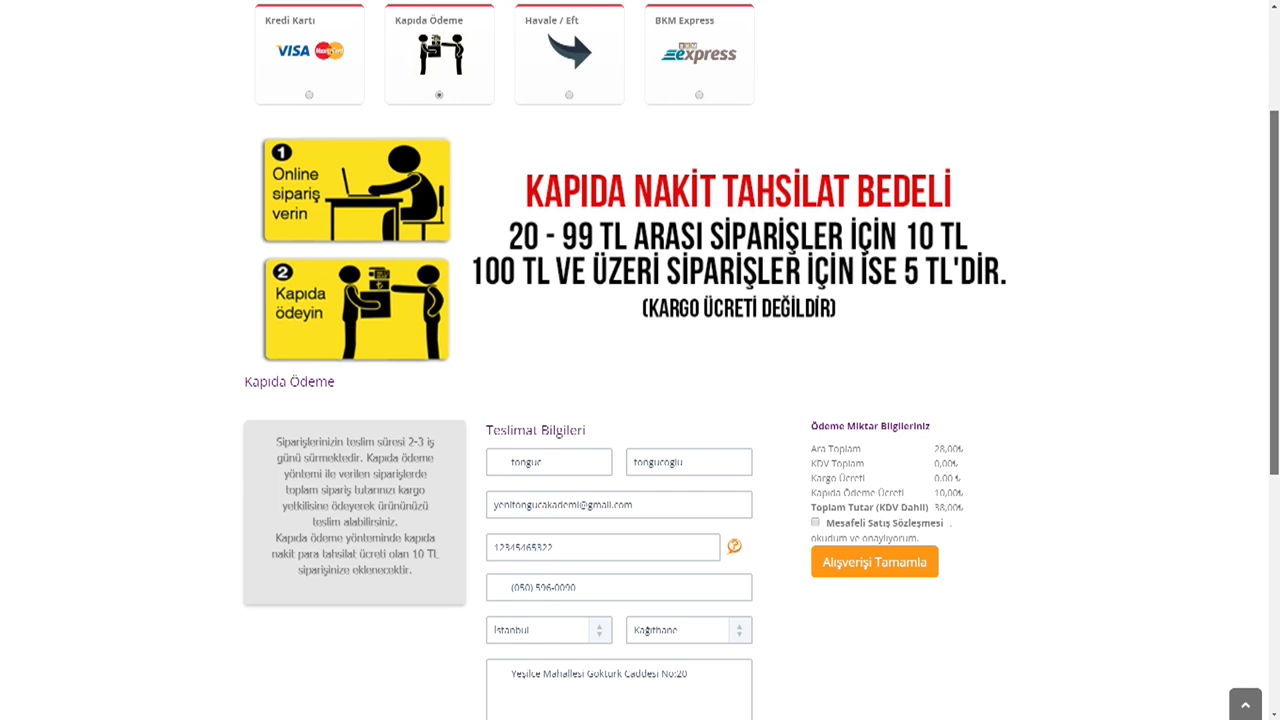 Kredi Kartı
VISA MasterCard
Kapıda Ödeme
Havale / Eft
BKM Express
BKM express
1 Online sipariş verin
2 Kapıda ödeyin
KAPIDA NAKİT TAHSİLAT BEDELİ
20 - 99 TL ARASI SİPARİŞLER İÇİN 10 TL
100 TL VE ÜZERİ SİPARİŞLER İÇİN İSE 5 TL'DİR.
(KARGO ÜCRETİ DEĞİLDİR)
Kapıda Ödeme
Siparişlerinizin teslim süresi 2-3 iş
günü sürmektedir. Kapıda ödeme
yöntemi ile verilen siparişlerde
toplam sipariş tutarınızı kargo
yetkilisine ödeyerek ürününüzü
teslim alabilirsiniz.
Kapıda ödeme yönteminde kapıda
nakit para tahsilat ücreti olan 10 TL
siparişinize eklenecektir.
Teslimat Bilgileri
tonguc
tongucoglu
yenitongucakademi@gmail.com
12345465322
(050) 596-0090
İstanbul
Kağıthane
Yeşilce Mahallesi Göktürk Caddesi No:20
Ödeme Miktar Bilgileriniz
Ara Toplam 28,00₺
KDV Toplam 0,00₺
Kargo Ücreti 0.00 ₺
Kapıda Ödeme Ücreti 10,00₺
Toplam Tutar (KDV Dahil) 38,00₺
Mesafeli Satış Sözleşmesi .
okudum ve onaylıyorum.
Alışverişi Tamamla